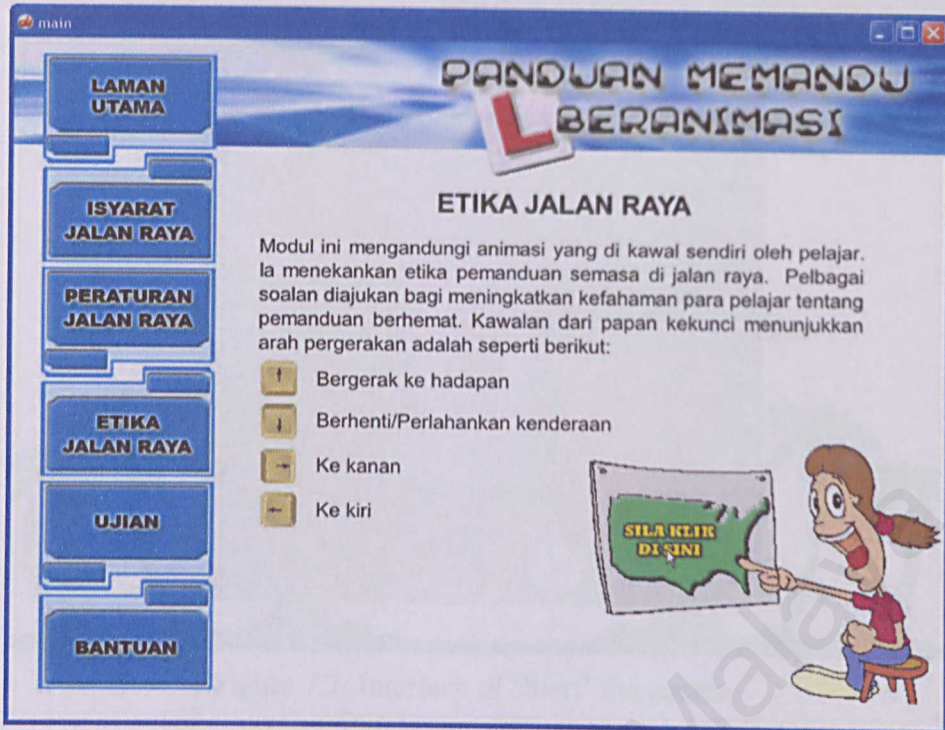 main
PANDUAN MEMANDU
L BERANIMASI
LAMAN
UTAMA
ISYARAT
JALAN RAYA
PERATURAN
JALAN RAYA
ETIKA
JALAN RAYA
UJIAN
BANTUAN
ETIKA JALAN RAYA
Modul ini mengandungi animasi yang di kawal sendiri oleh pelajar.
Ia menekankan etika pemanduan semasa di jalan raya. Pelbagai
soalan diajukan bagi meningkatkan kefahaman para pelajar tentang
pemanduan berhemat. Kawalan dari papan kekunci menunjukkan
arah pergerakan adalah seperti berikut:
↑ Bergerak ke hadapan
↓ Berhenti/Perlahankan kenderaan
→ Ke kanan
← Ke kiri
SILA KLIK
DI SINI
Malaya